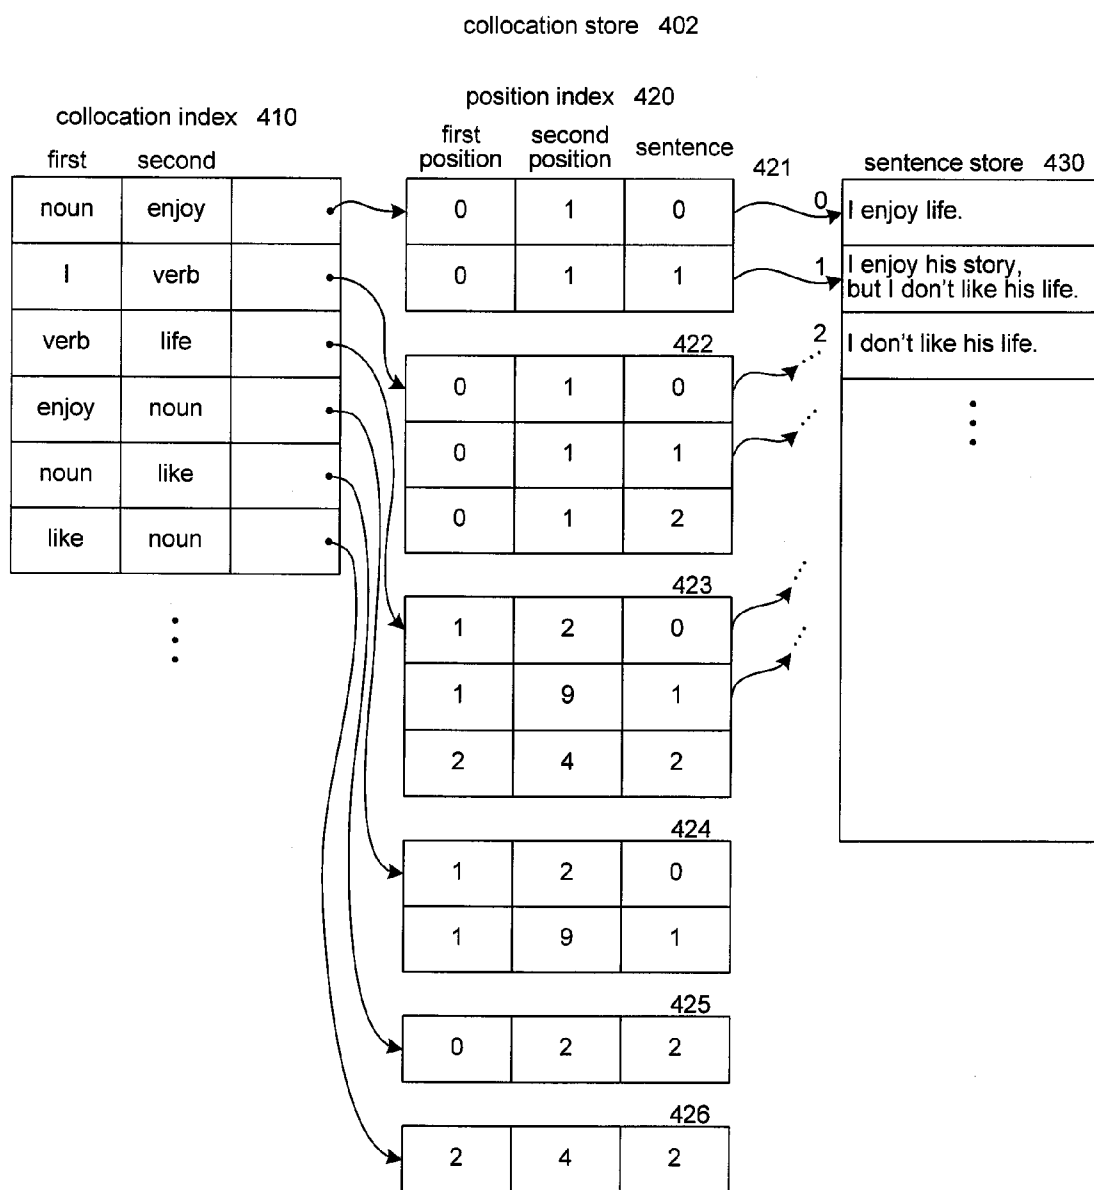 collocation store 402
collocation index 410
first second
noun enjoy
I verb
verb life
enjoy noun
noun like
like noun
position index 420
first position second position sentence
421
0 1 0
0 1 1
422
0 1 0
0 1 1
0 1 2
423
1 2 0
1 9 1
2 4 2
424
1 2 0
1 9 1
425
0 2 2
426
2 4 2
sentence store 430
0 I enjoy life.
1 I enjoy his story,
but I don't like his life.
2 I don't like his life.